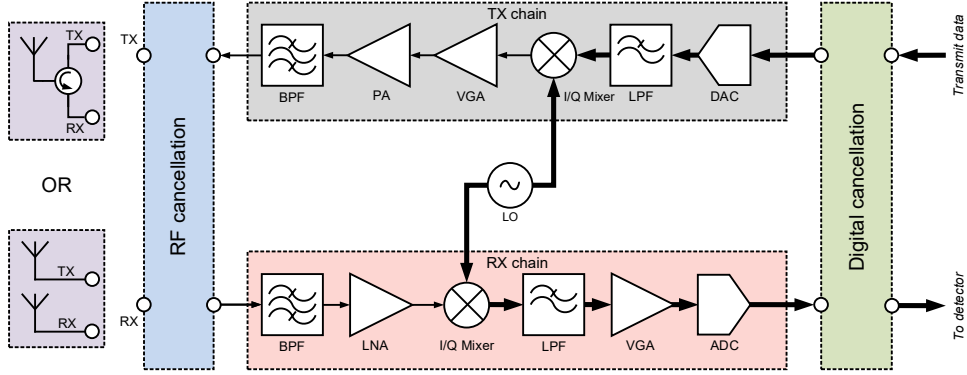 TX chain
TX
TX
RX
BPF
PA
VGA
I/Q Mixer
LPF
DAC
Transmit data
OR
RF cancellation
LO
Digital cancellation
RX chain
TX
RX
RX
BPF
LNA
I/Q Mixer
LPF
VGA
ADC
To detector